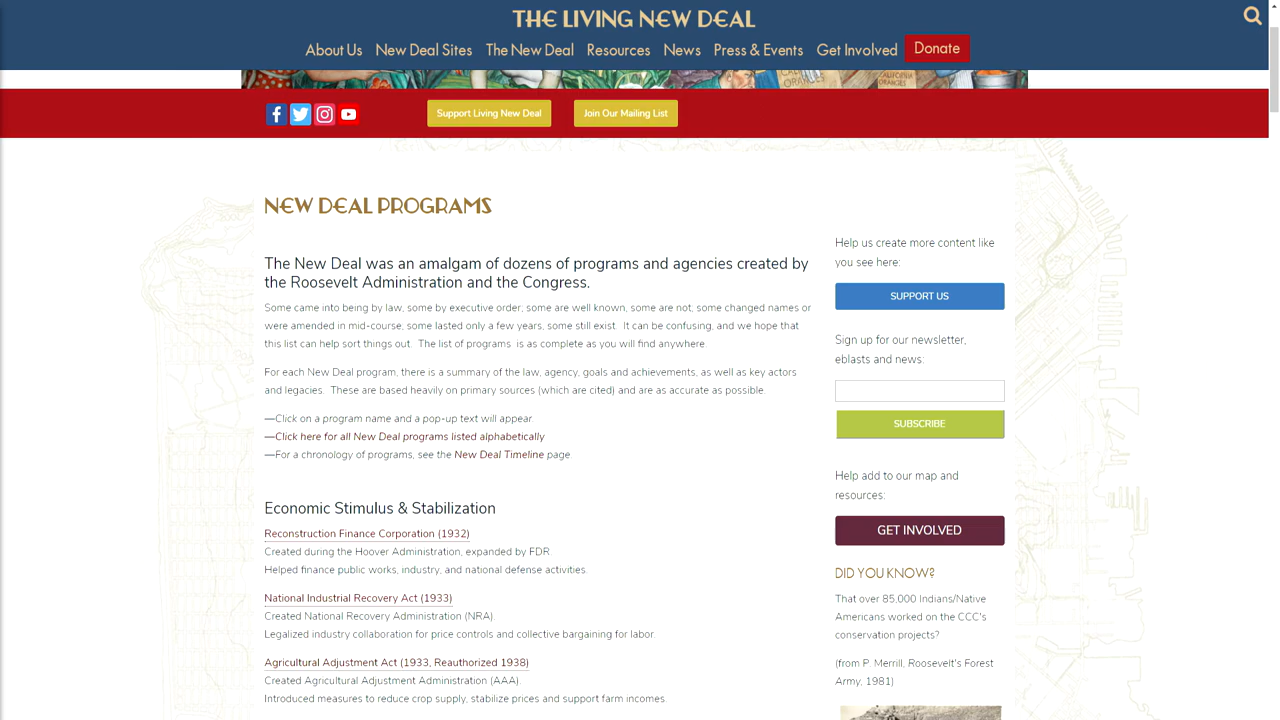 THE LIVING NEW DEAL
About Us New Deal Sites The New Deal Resources News Press & Events Get Involved Donate
CALIFORNIA
ORANGES
Support Living New Deal Join Our Mailing List
NEW DEAL PROGRAMS
The New Deal was an amalgam of dozens of programs and agencies created by
the Roosevelt Administration and the Congress.
Some came into being by law, some by executive order; some are well known, some are not; some changed names or
were amended in mid-course, some lasted only a few years, some still exist. It can be confusing, and we hope that
this list can help sort things out. The list of programs is as complete as you will find anywhere.
For each New Deal program, there is a summary of the law, agency, goals and achievements, as well as key actors
and legacies. These are based heavily on primary sources (which are cited) and are as accurate as possible.
—Click on a program name and a pop-up text will appear.
—Click here for all New Deal programs listed alphabetically
—For a chronology of programs, see the New Deal Timeline page.
Economic Stimulus & Stabilization
Reconstruction Finance Corporation (1932)
Created during the Hoover Administration, expanded by FDR.
Helped finance public works, industry, and national defense activities.
National Industrial Recovery Act (1933)
Created National Recovery Administration (NRA).
Legalized industry collaboration for price controls and collective bargaining for labor.
Agricultural Adjustment Act (1933, Reauthorized 1938)
Created Agricultural Adjustment Administration (AAA).
Introduced measures to reduce crop supply, stabilize prices and support farm incomes.
Help us create more content like
you see here:
SUPPORT US
Sign up for our newsletter,
eblasts and news:
SUBSCRIBE
Help add to our map and
resources:
GET INVOLVED
DID YOU KNOW?
That over 85,000 Indians/Native
Americans worked on the CCC's
conservation projects?
(from P. Merrill, Roosevelt's Forest
Army, 1981)